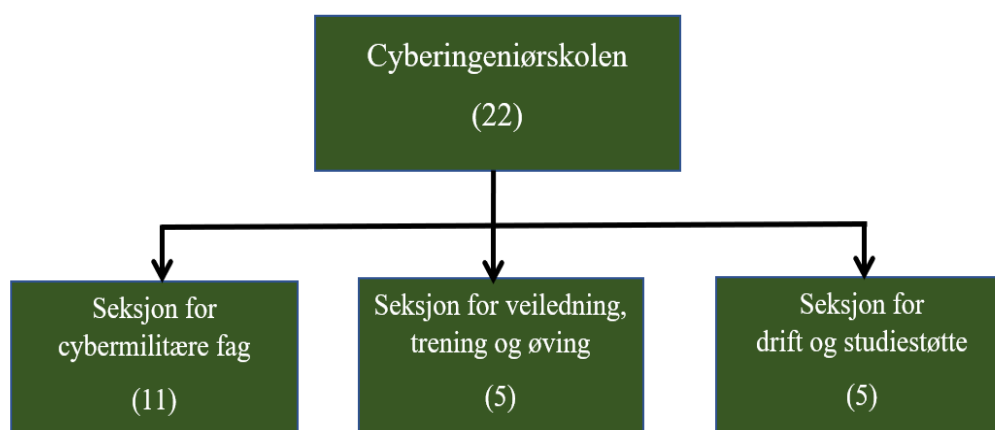 Cyberingeniørskolen
(22)
Seksjon for
cybermilitære fag
(11)
Seksjon for veiledning,
trening og øving
(5)
Seksjon for
drift og studiestøtte
(5)